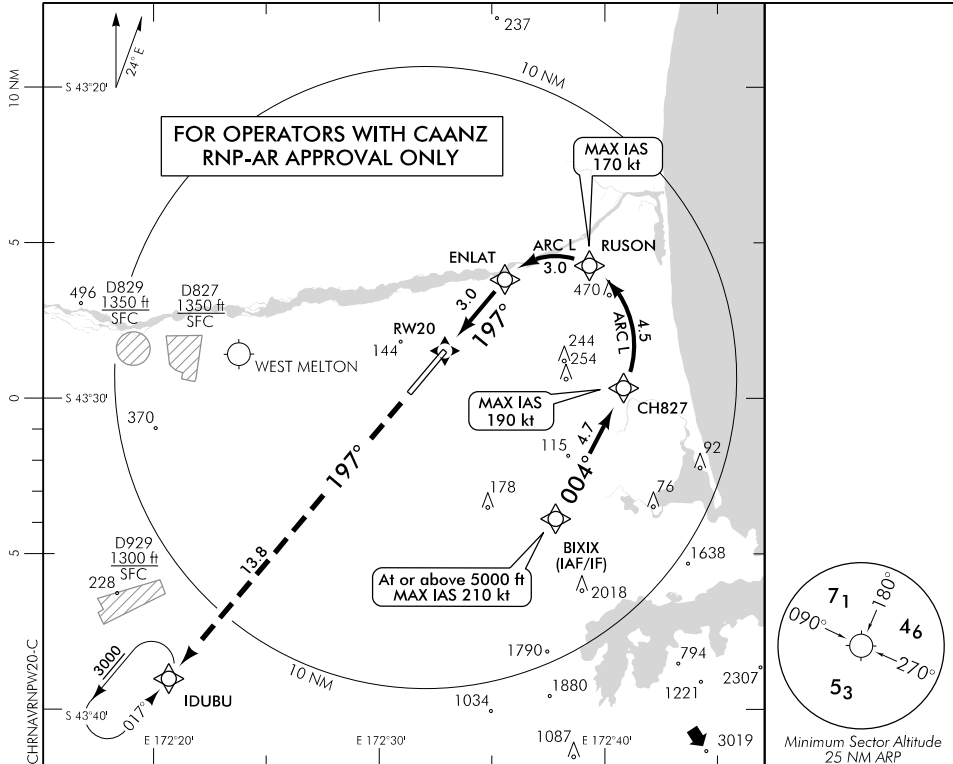 237
24° E
10 NM
S 43°20'
10 NM
FOR OPERATORS WITH CAANZ
RNP-AR APPROVAL ONLY
MAX IAS
170 kt
5
ENLAT
ARC L
3.0
RUSON
496
D829
1350 ft
SFC
D827
1350 ft
SFC
3.0
197°
470
4.5
ARC L
RW20
144
WEST MELTON
244
254
0
S 43°30'
MAX IAS
190 kt
CH827
370
197°
115
4.7
004°
92
178
76
5
D929
1300 ft
SFC
228
13.8
BIXIX
(IAF/IF)
At or above 5000 ft
MAX IAS 210 kt
2018
1638
3000
017°
IDUBU
10 NM
1790
1880
1034
794
1221
2307
S 43°40'
E 172°20'
E 172°30'
E 172°40'
1087
3019
CHRNAVRNPW20-C
71
180°
090°
46
270°
53
Minimum Sector Altitude
25 NM ARP